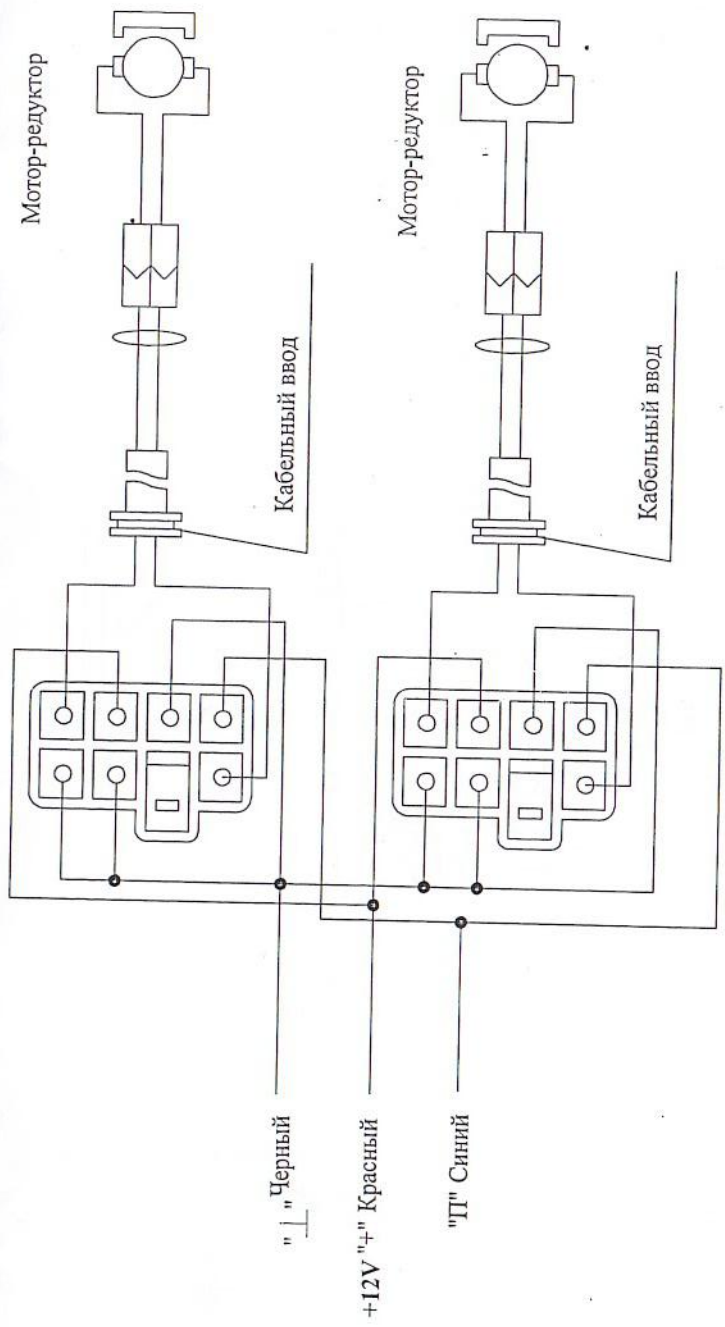 Мотор-редуктор
Кабельный ввод
Мотор-редуктор
Кабельный ввод
"⊥" Черный
+12V "+" Красный
"П" Синий